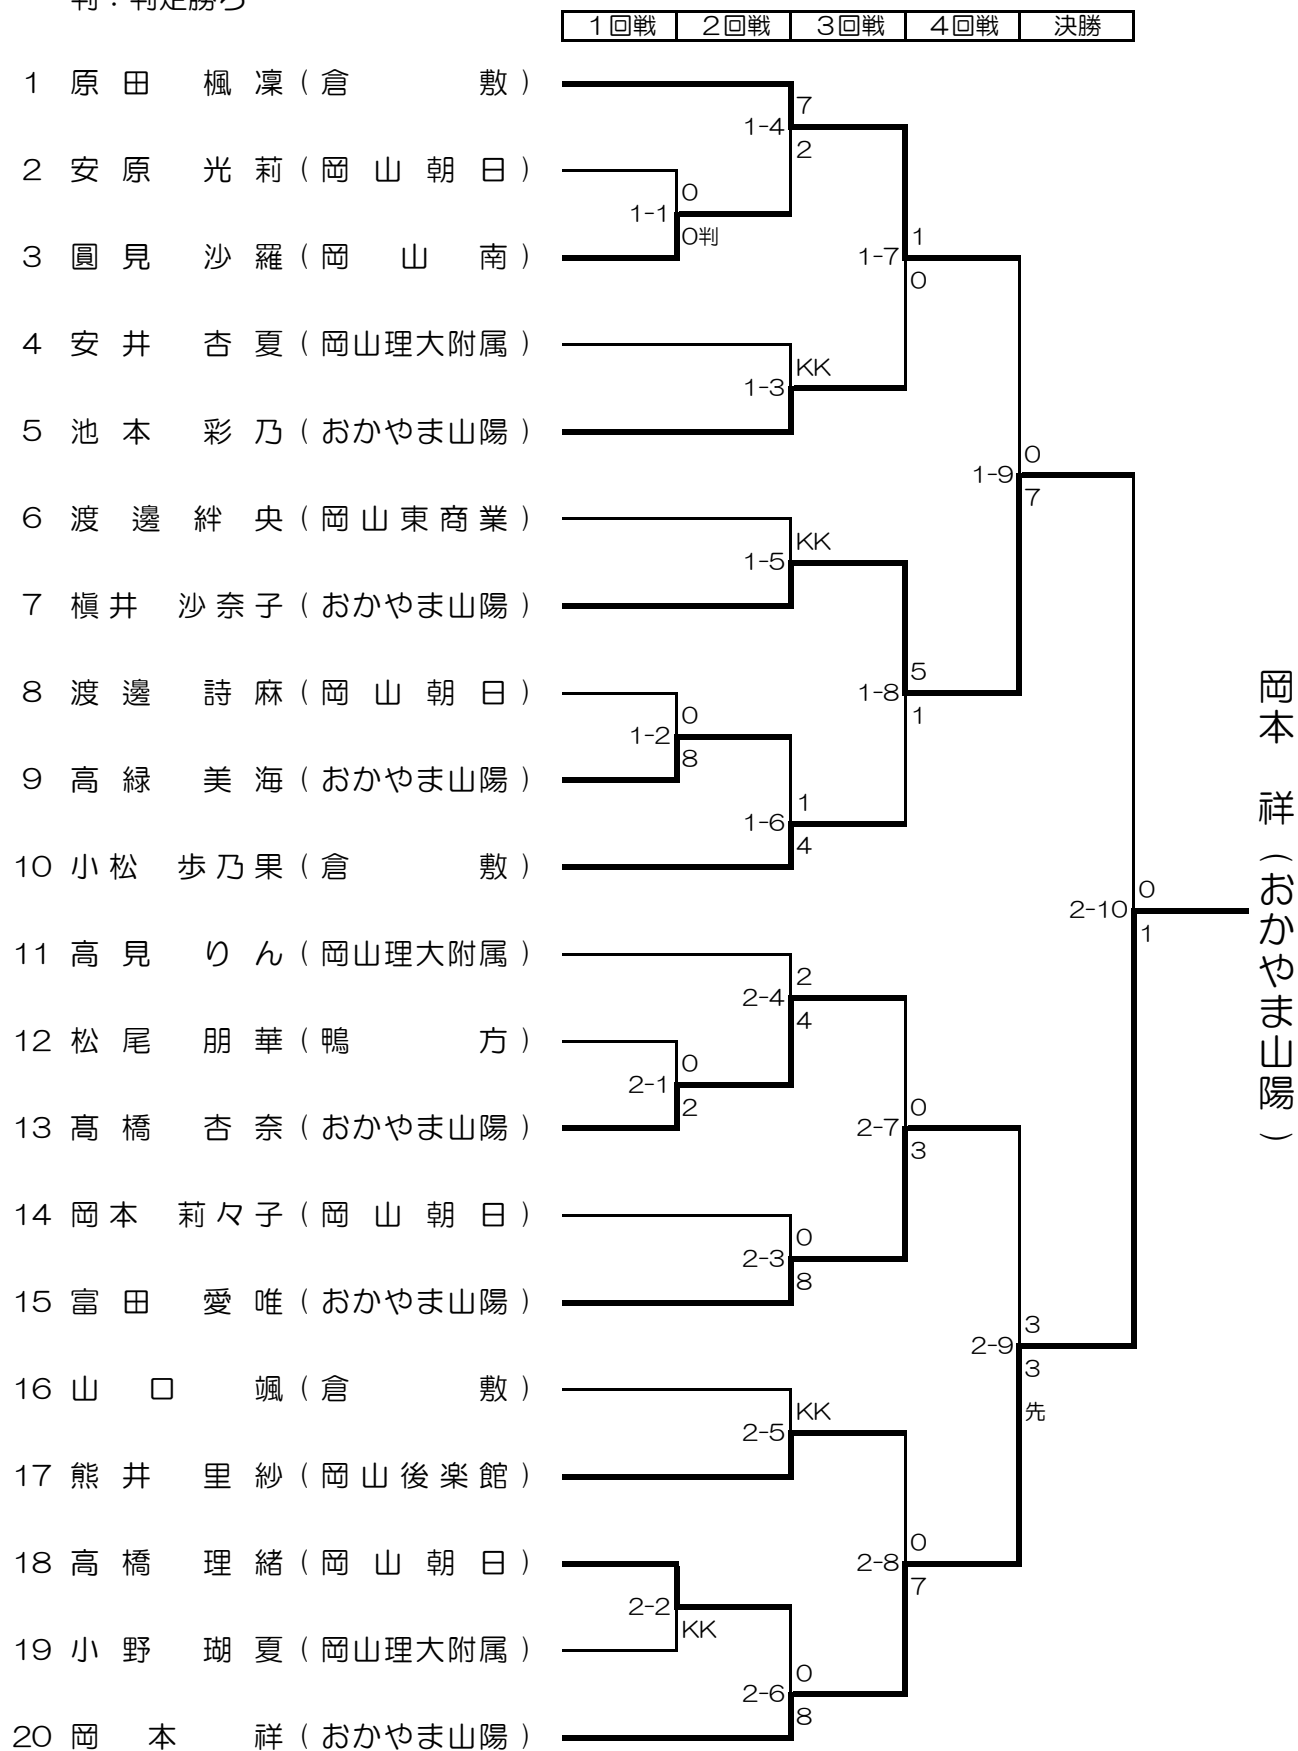 判：判定勝ち
1回戦 2回戦 3回戦 4回戦 決勝
1 原田 楓凜（倉敷）
7
1-4
2
2 安原 光莉（岡山朝日）
0
1-1
0判
3 圓見 沙羅（岡山南）
1
1-7
0
4 安井 杏夏（岡山理大附属）
KK
1-3
5 池本 彩乃（おかやま山陽）
0
1-9
7
6 渡邊 絆央（岡山東商業）
KK
1-5
7 槇井 沙奈子（おかやま山陽）
5
1-8
1
8 渡邊 詩麻（岡山朝日）
0
1-2
8
9 高緑 美海（おかやま山陽）
1
1-6
4
10 小松 歩乃果（倉敷）
0
2-10
1
岡本 祥（おかやま山陽）
11 高見 りん（岡山理大附属）
2
2-4
4
12 松尾 朋華（鴨方）
0
2-1
2
13 髙橋 杏奈（おかやま山陽）
0
2-7
3
14 岡本 莉々子（岡山朝日）
0
2-3
8
15 富田 愛唯（おかやま山陽）
3
2-9
3
先
16 山口 颯（倉敷）
KK
2-5
17 熊井 里紗（岡山後楽館）
0
2-8
7
18 高橋 理緒（岡山朝日）
2-2
KK
19 小野 瑚夏（岡山理大附属）
0
2-6
8
20 岡本 祥（おかやま山陽）